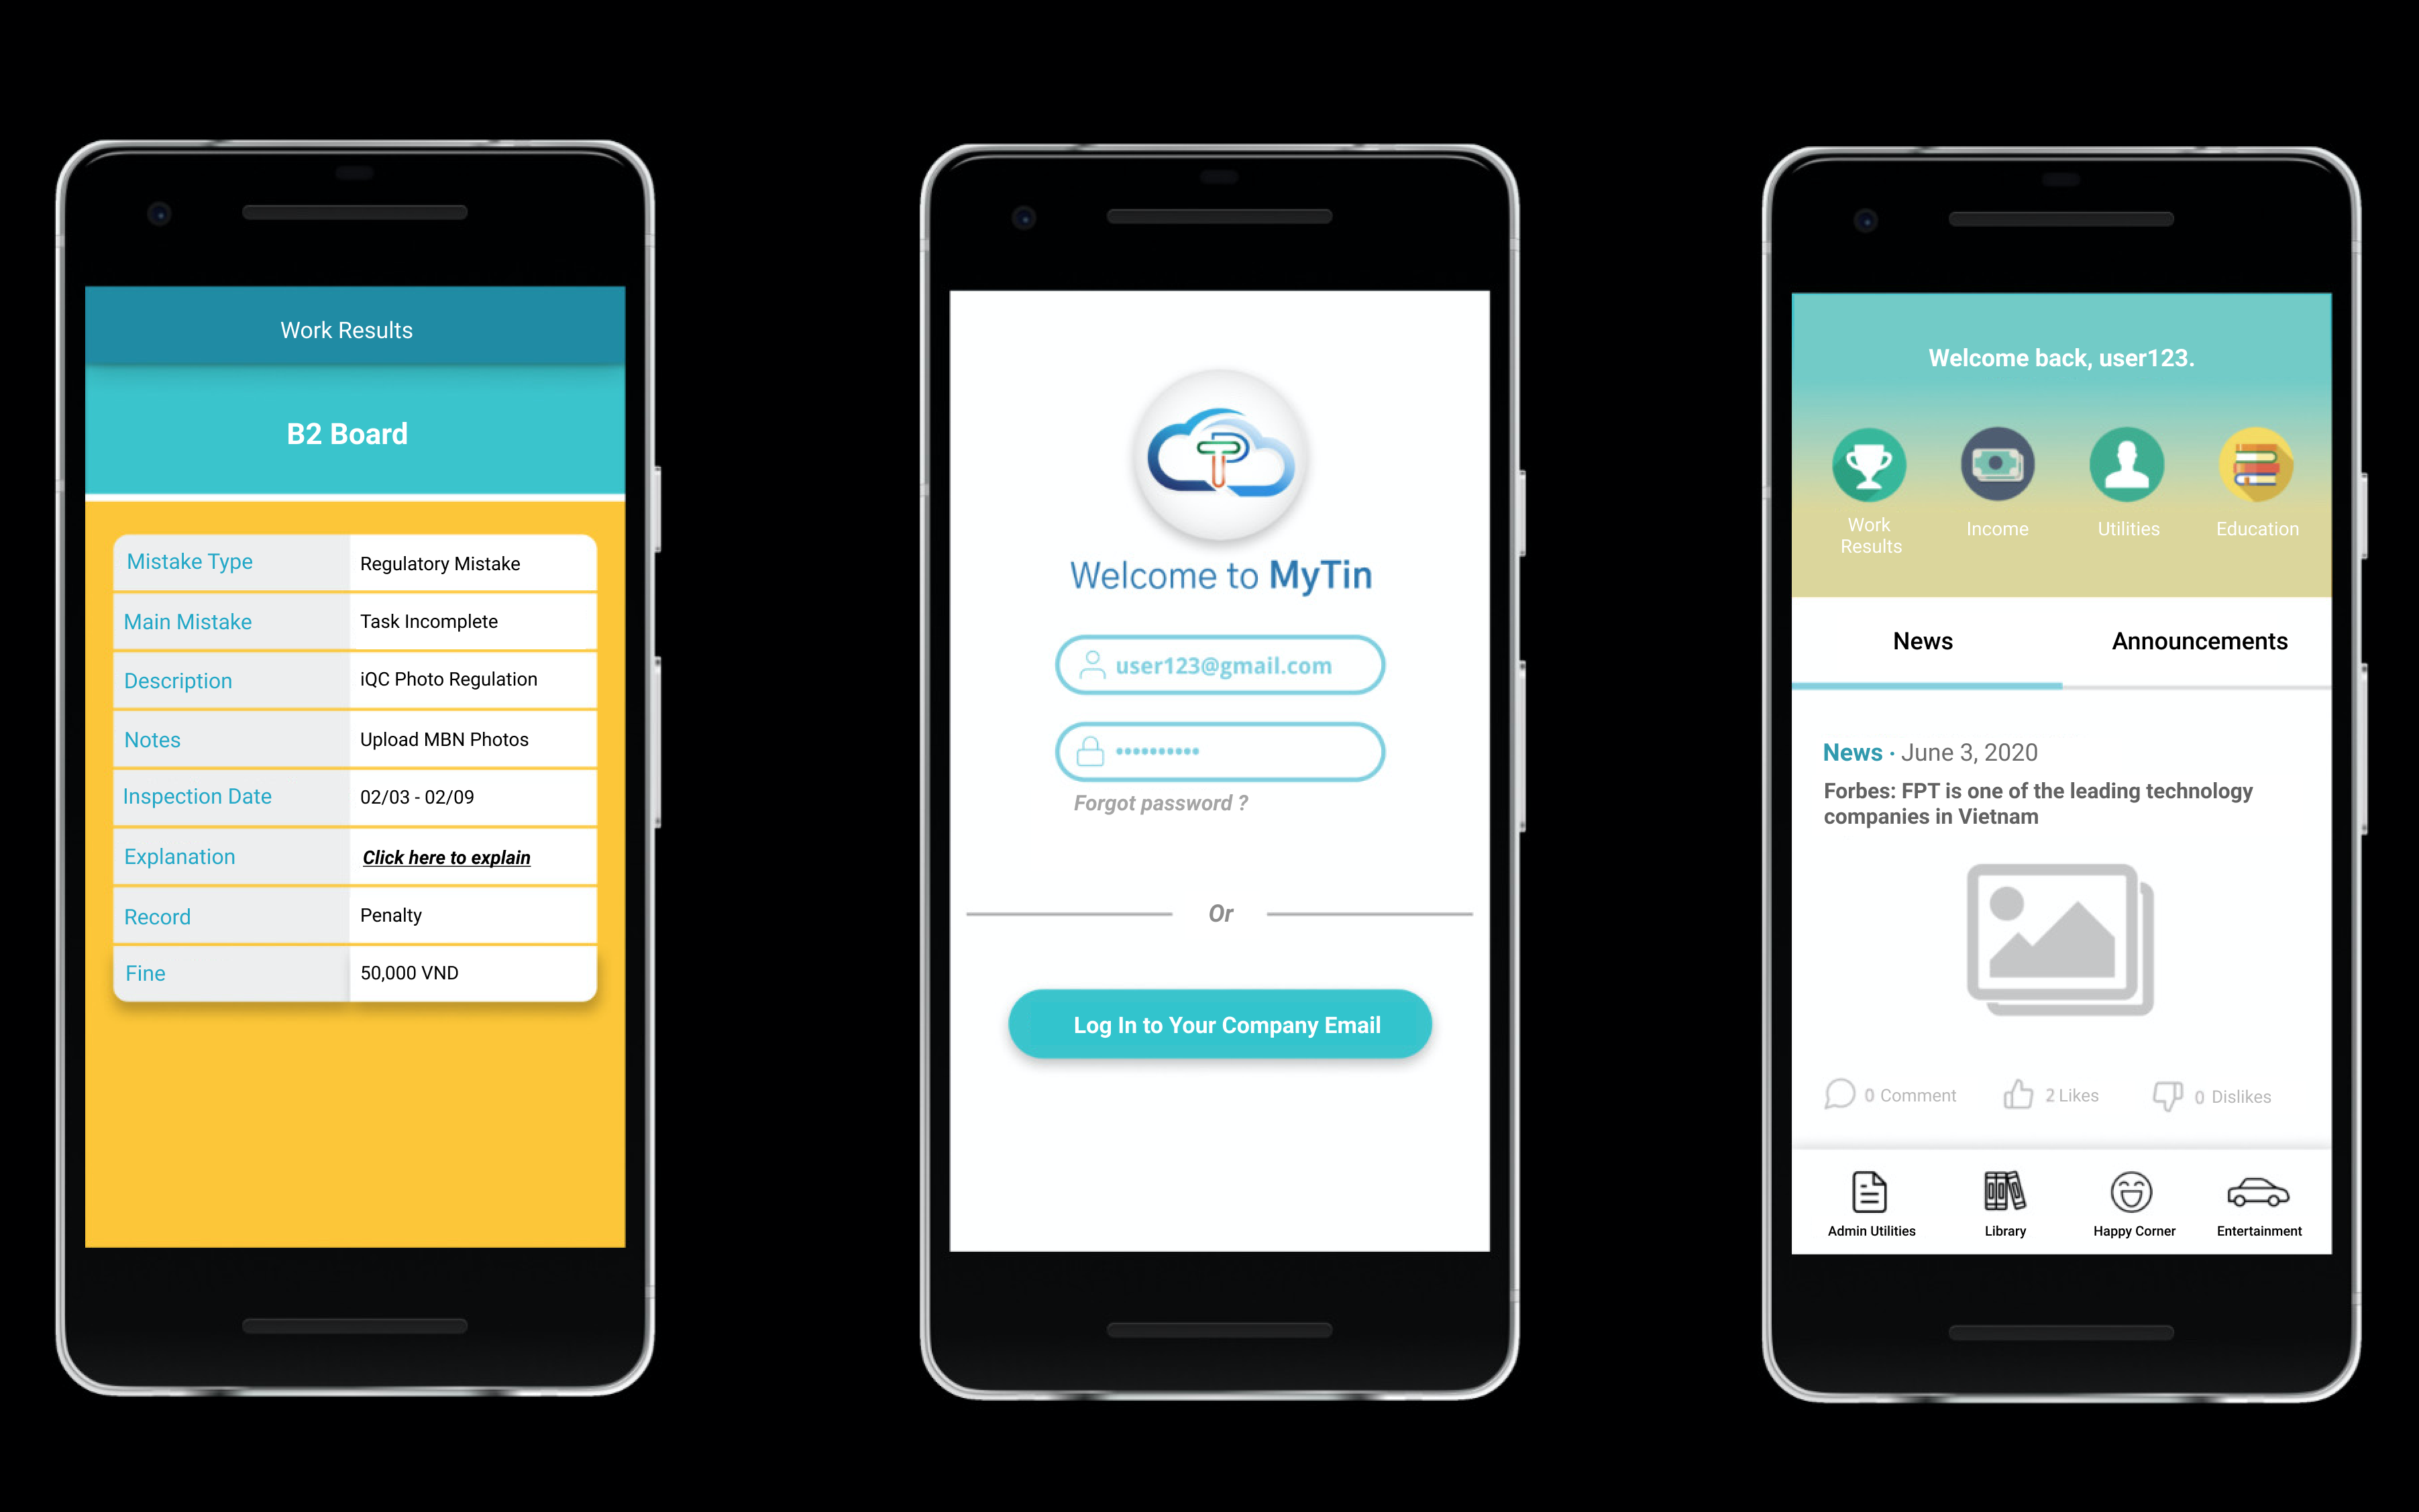 Work Results
B2 Board
Mistake Type Regulatory Mistake
Main Mistake Task Incomplete
Description iQC Photo Regulation
Notes Upload MBN Photos
Inspection Date 02/03 - 02/09
Explanation Click here to explain
Record Penalty
Fine 50,000 VND
Welcome to MyTin
user123@gmail.com
••••••••••
Forgot password ?
Or
Log In to Your Company Email
Welcome back, user123.
Work
Results
Income
Utilities
Education
News Announcements
News · June 3, 2020
Forbes: FPT is one of the leading technology
companies in Vietnam
0 Comment 2 Likes 0 Dislikes
Admin Utilities Library Happy Corner Entertainment